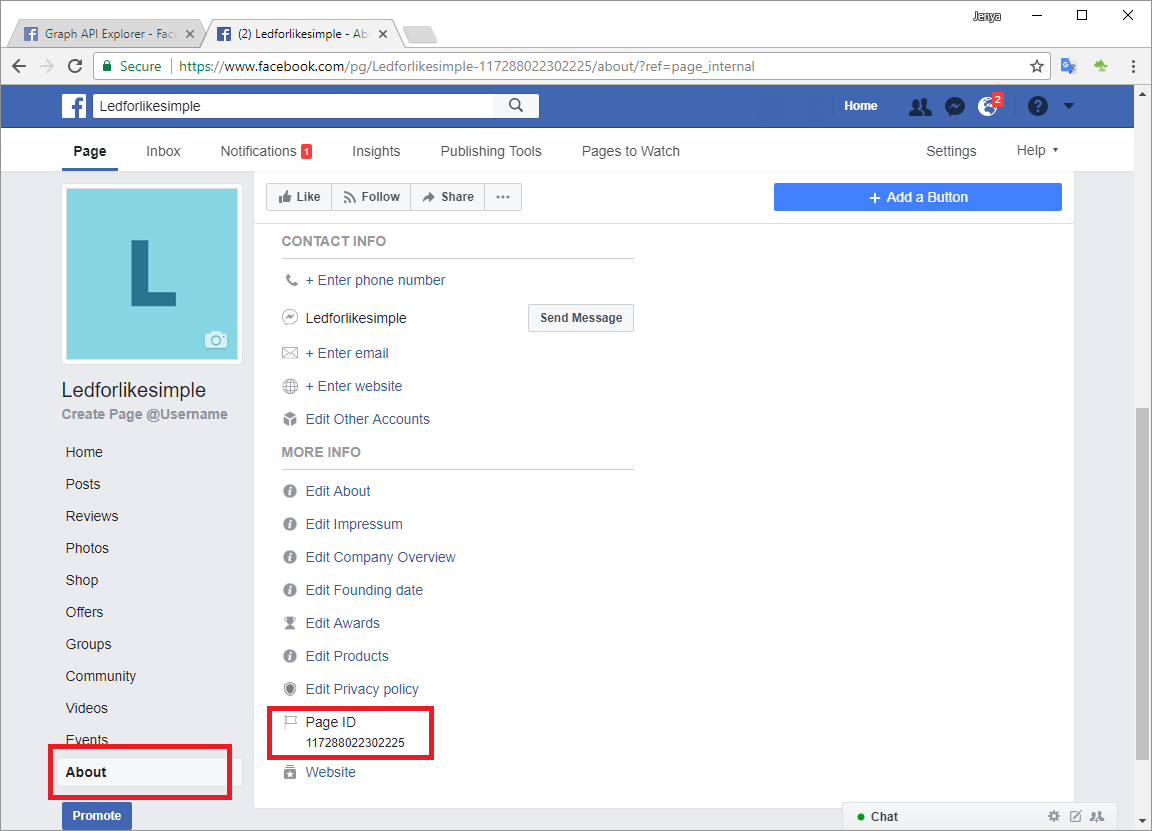 Jenya
Graph API Explorer - Face
(2) Ledforlikesimple - Abo
Secure https://www.facebook.com/pg/Ledforlikesimple-117288022302225/about/?ref=page_internal
Ledforlikesimple
Home
2
Page
Inbox
Notifications 1
Insights
Publishing Tools
Pages to Watch
Settings
Help
L
Ledforlikesimple
Create Page @Username
Home
Posts
Reviews
Photos
Shop
Offers
Groups
Community
Videos
Events
About
Promote
Like
Follow
Share
+ Add a Button
CONTACT INFO
+ Enter phone number
Ledforlikesimple
Send Message
+ Enter email
+ Enter website
Edit Other Accounts
MORE INFO
Edit About
Edit Impressum
Edit Company Overview
Edit Founding date
Edit Awards
Edit Products
Edit Privacy policy
Page ID
117288022302225
Website
Chat